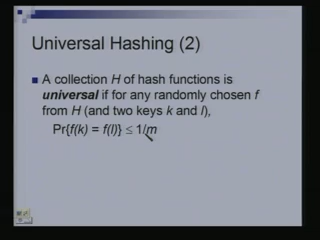 Universal Hashing (2)
A collection H of hash functions is
universal if for any randomly chosen f
from H (and two keys k and l),
Pr{f(k) = f(l)} ≤ 1/m